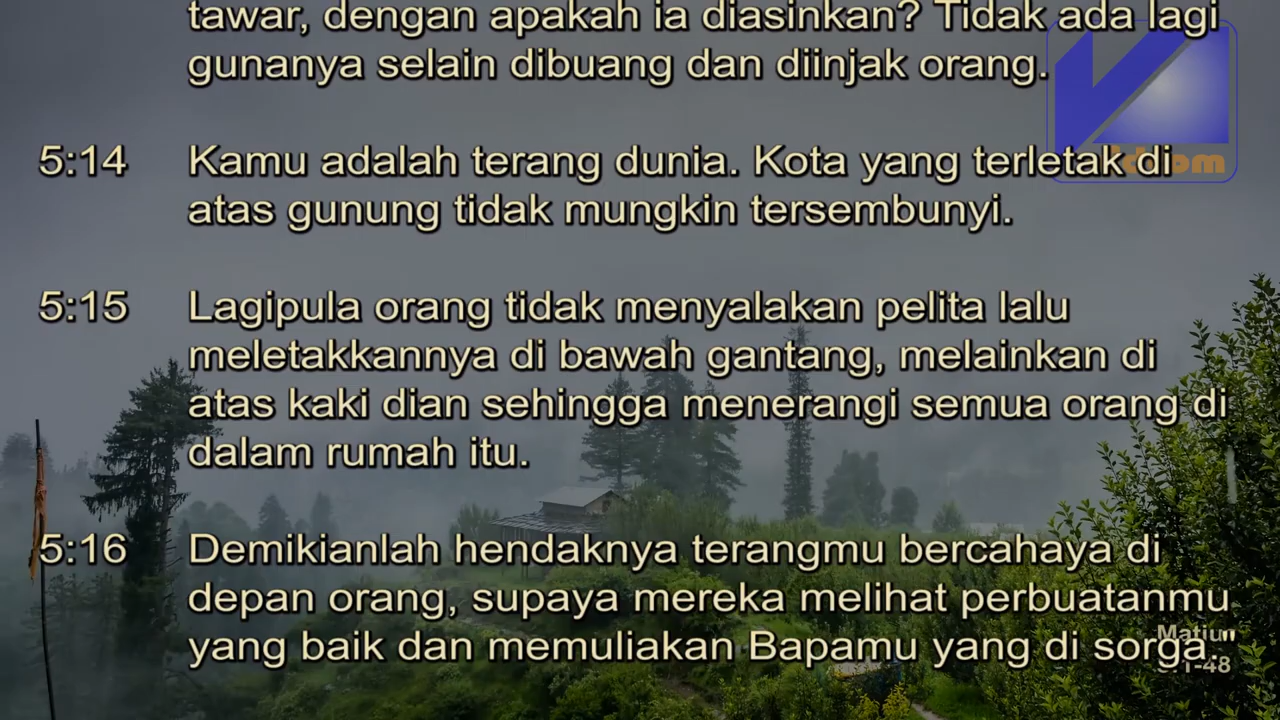 tawar, dengan apakah ia diasinkan? Tidak ada lagi
gunanya selain dibuang dan diinjak orang.
5:14 Kamu adalah terang dunia. Kota yang terletak di
atas gunung tidak mungkin tersembunyi.
5:15 Lagipula orang tidak menyalakan pelita lalu
meletakkannya di bawah gantang, melainkan di
atas kaki dian sehingga menerangi semua orang di
dalam rumah itu.
5:16 Demikianlah hendaknya terangmu bercahaya di
depan orang, supaya mereka melihat perbuatanmu
yang baik dan memuliakan Bapamu yang di sorga."